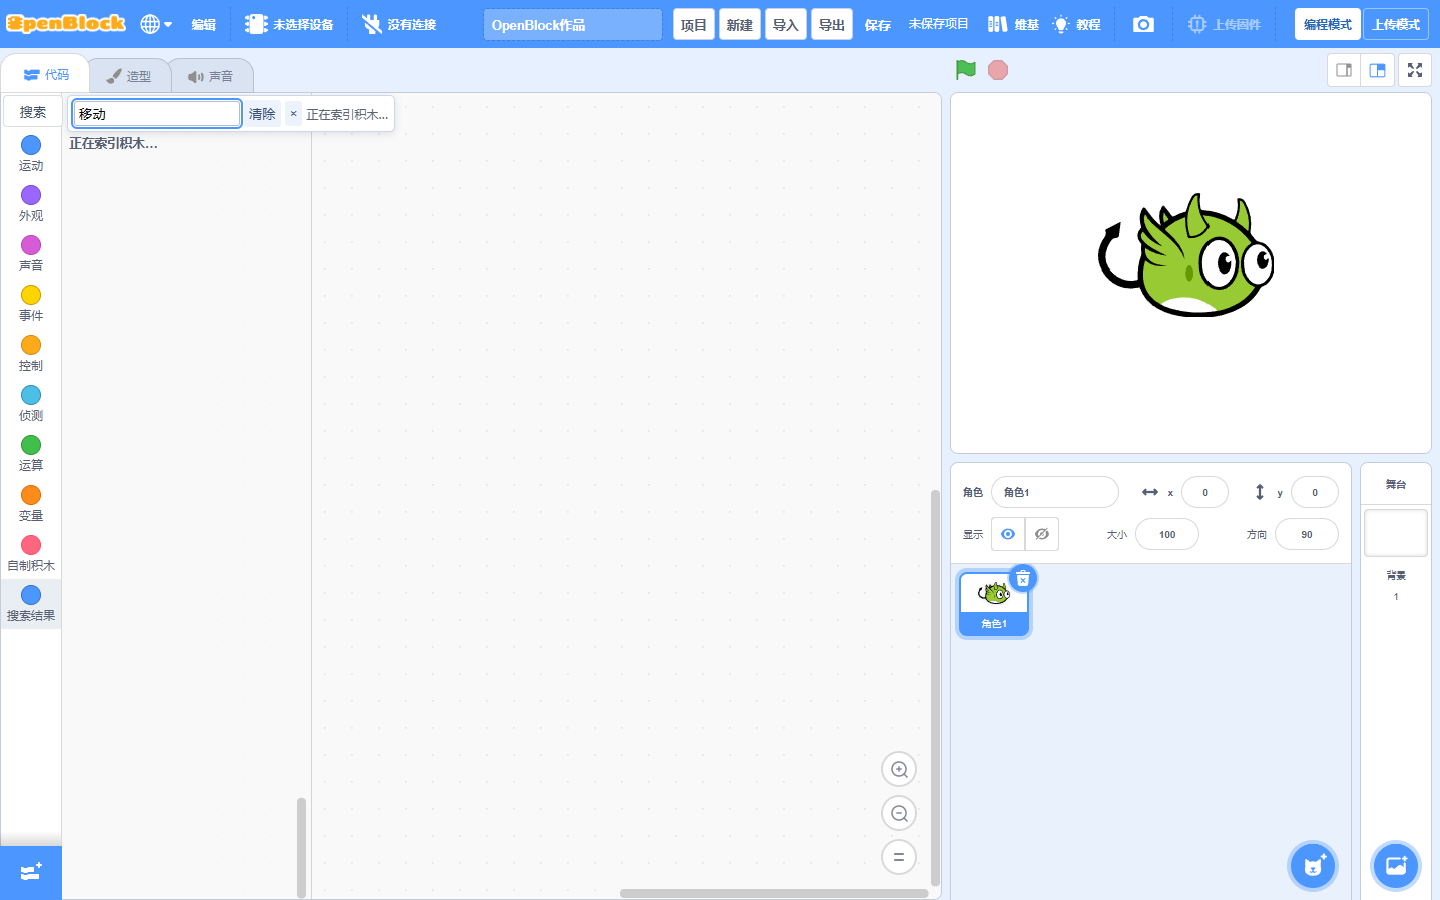 OpenBlock
编辑
未选择设备
没有连接
OpenBlock作品
项目
新建
导入
导出
保存
未保存项目
维基
教程
上传固件
编程模式
上传模式
代码
造型
声音
搜索
移动
清除
×
正在索引积木...
正在索引积木...
运动
外观
声音
事件
控制
侦测
运算
变量
自制积木
搜索结果
角色
角色1
x
0
y
0
显示
大小
100
方向
90
角色1
舞台
背景
1